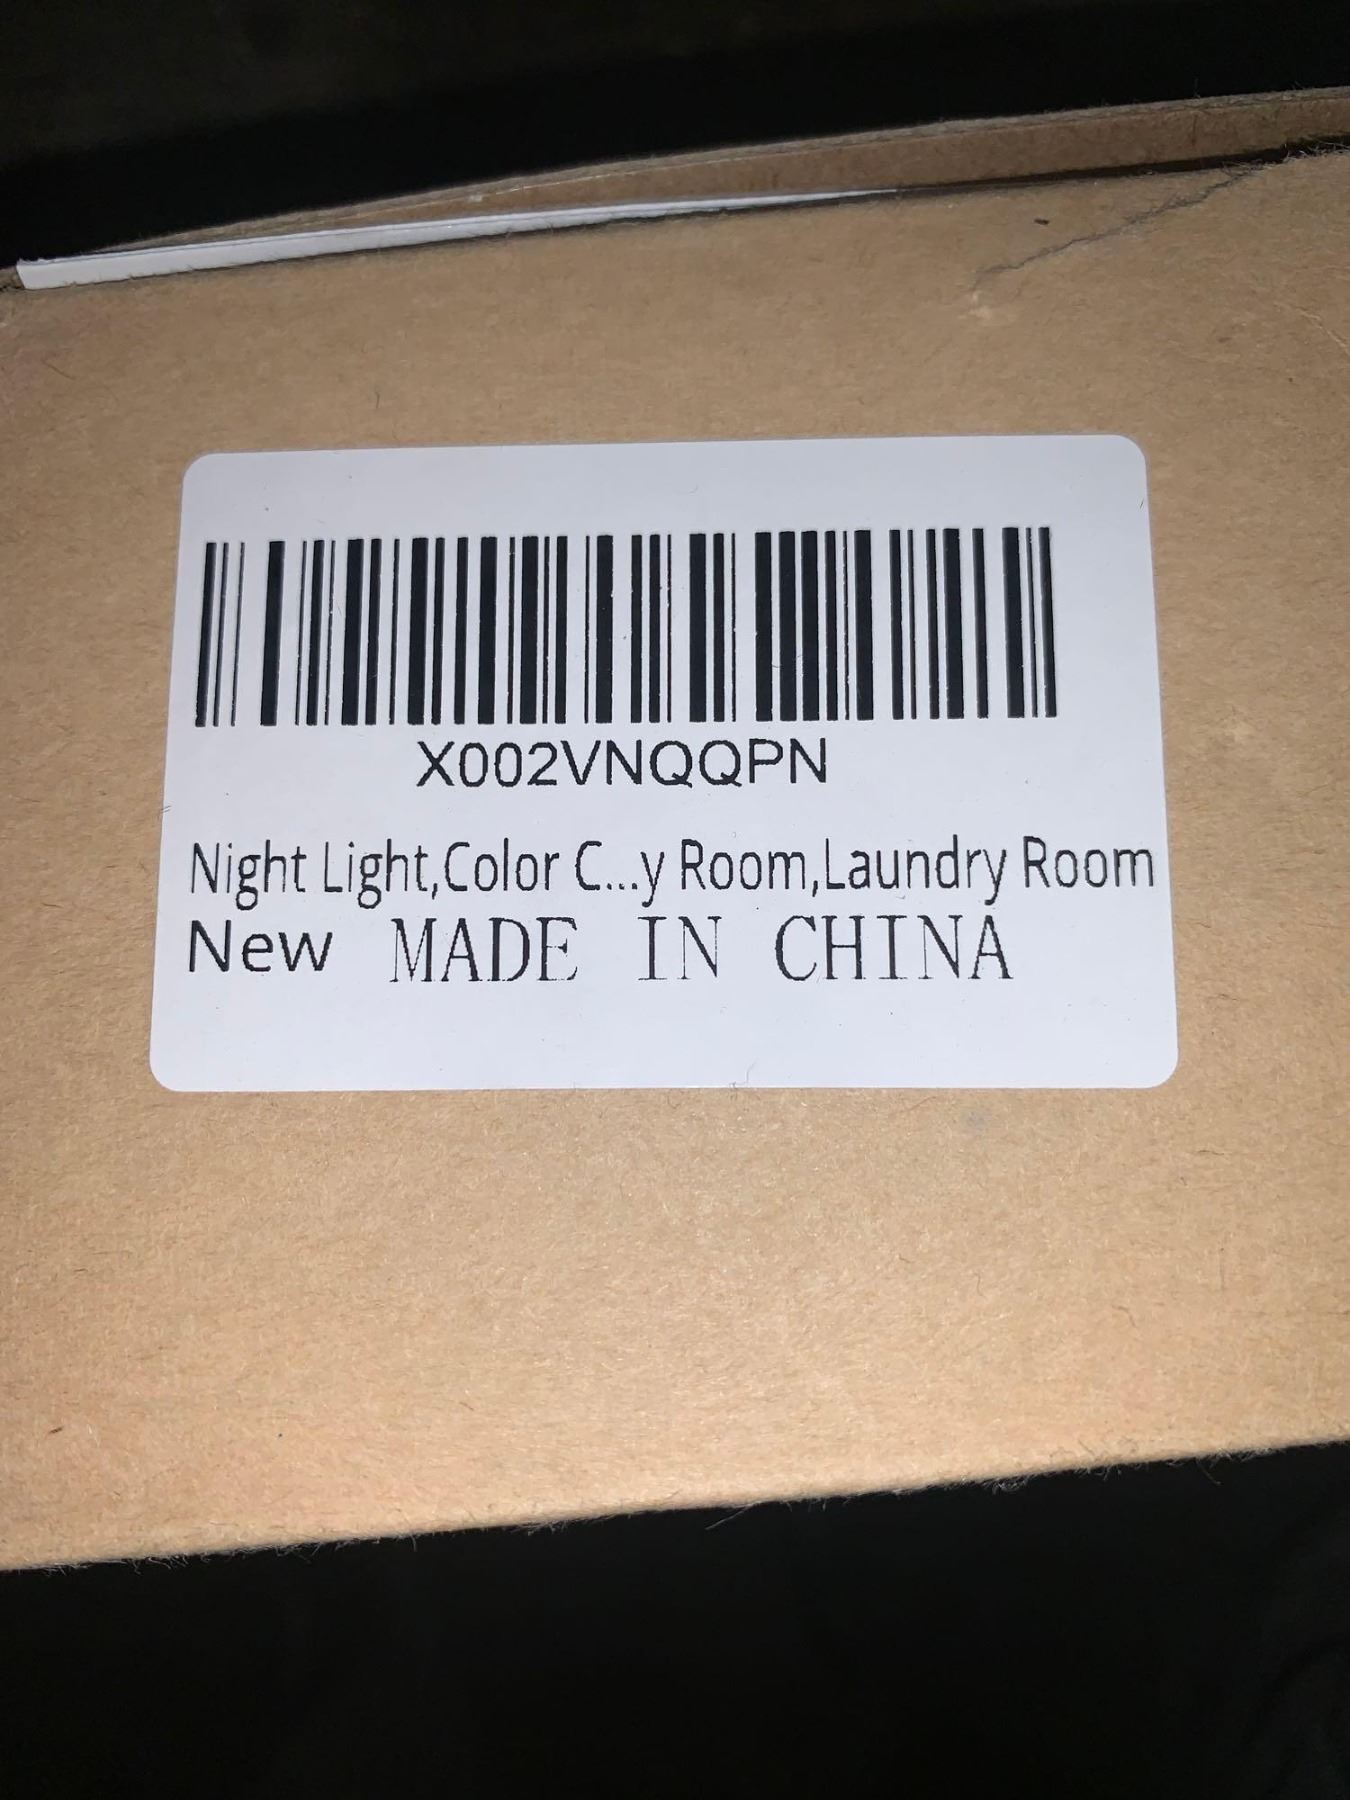 X002VNQQPN
Night Light,Color C...y Room,Laundry Room
New MADE IN CHINA